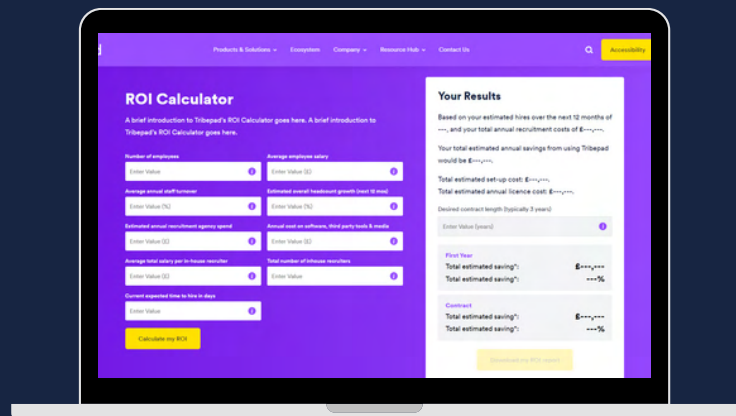 d
Products & Solutions
Ecosystem
Company
Resource Hub
Contact Us
Accessibility
ROI Calculator
A brief introduction to Tribepad's ROI Calculator goes here. A brief introduction to
Tribepad's ROI Calculator goes here.
Number of employees
Average employee salary
Enter Value
Enter Value (£)
Average annual staff turnover
Estimated overall headcount growth (next 12 mos)
Enter Value (%)
Enter Value (%)
Estimated annual recruitment agency spend
Annual cost on software, third party tools & media
Enter Value (£)
Enter Value (£)
Average total salary per in-house recruiter
Total number of inhouse recruiters
Enter Value (£)
Enter Value
Current expected time to hire in days
Enter Value
Calculate my ROI
Your Results
Based on your estimated hires over the next 12 months of
---, and your total annual recruitment costs of £---,---.
Your total estimated annual savings from using Tribepad
would be £---,---.
Total estimated set-up cost: £---,---.
Total estimated annual licence cost: £---,---.
Desired contract length (typically 3 years)
Enter Value (years)
First Year
Total estimated saving*: £---,---
Total estimated saving*: ---%
Contract
Total estimated saving*: £---,---
Total estimated saving*: ---%